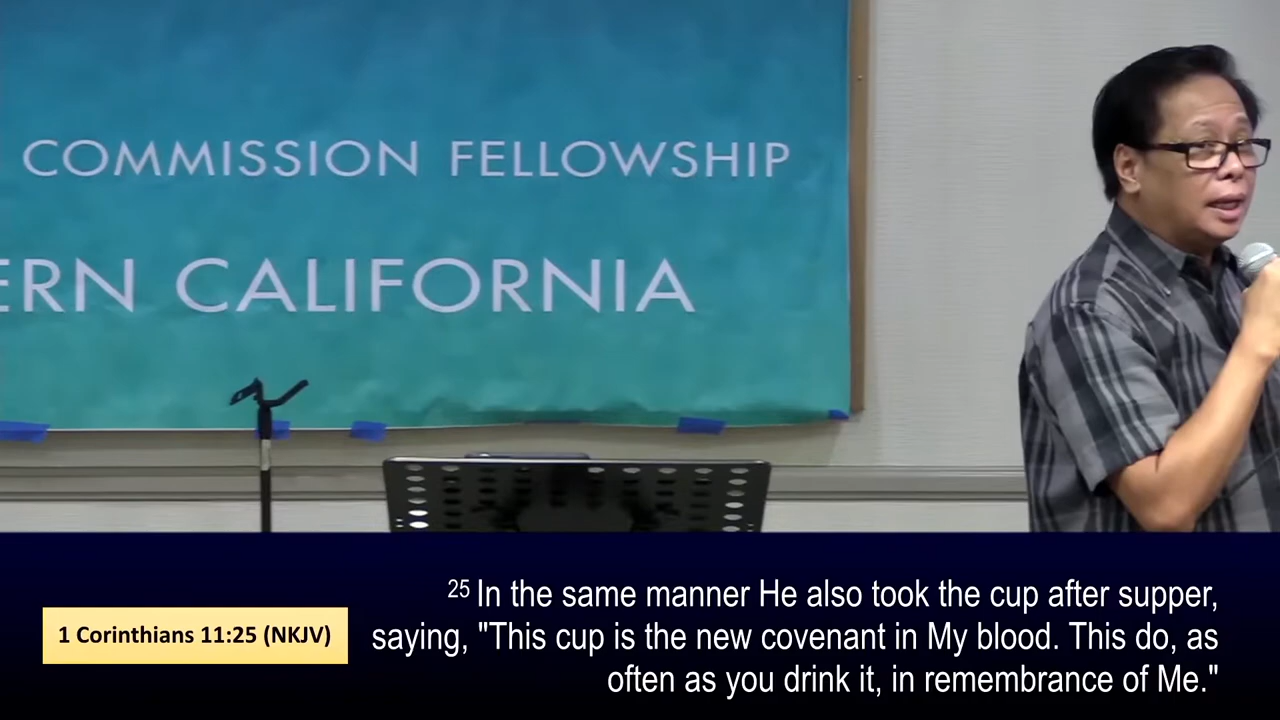 COMMISSION FELLOWSHIP
ERN CALIFORNIA
1 Corinthians 11:25 (NKJV)
25 In the same manner He also took the cup after supper,
saying, "This cup is the new covenant in My blood. This do, as
often as you drink it, in remembrance of Me."